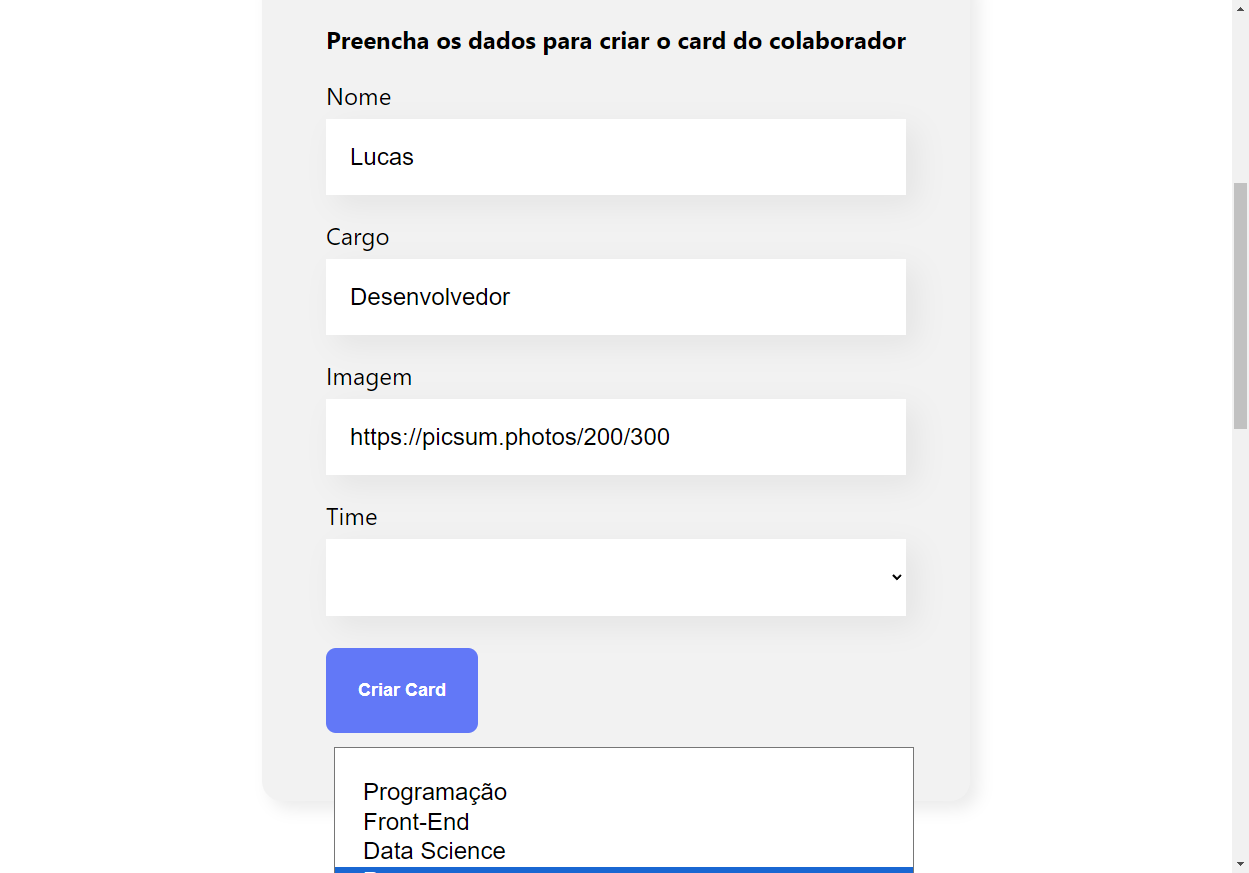 Preencha os dados para criar o card do colaborador
Nome
Lucas
Cargo
Desenvolvedor
Imagem
https://picsum.photos/200/300
Time
Criar Card
Programação
Front-End
Data Science